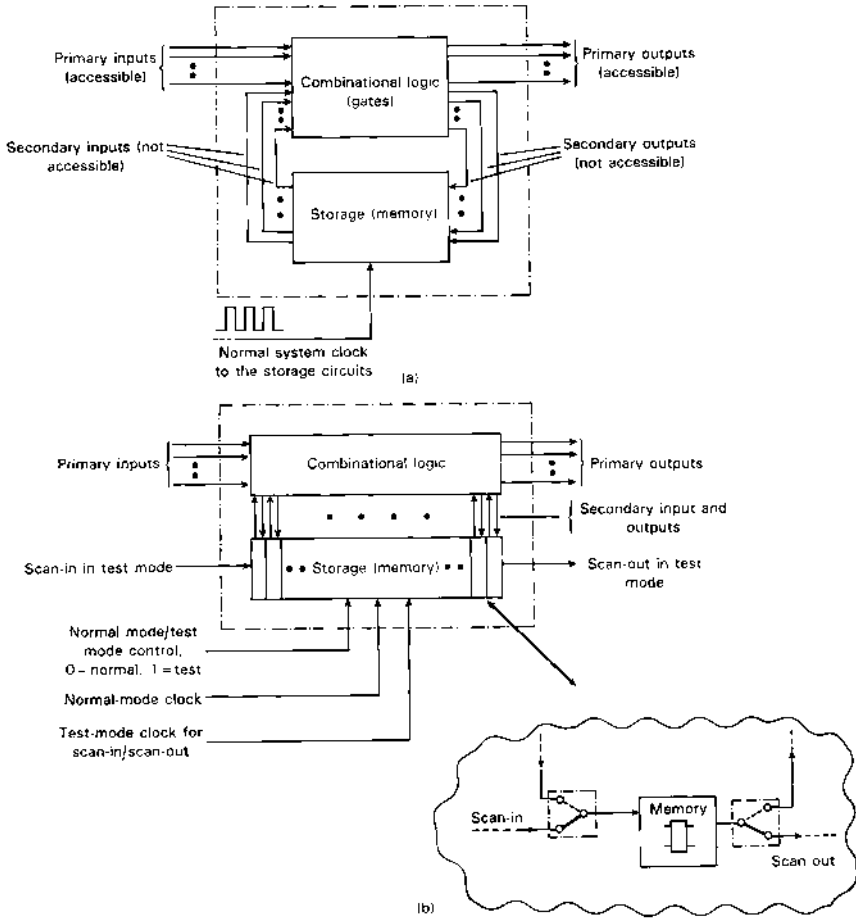 Primary inputs
(accessible)
Combinational logic
(gates)
Primary outputs
(accessible)
Secondary inputs (not
accessible)
Secondary outputs
(not accessible)
Storage (memory)
Normal system clock
to the storage circuits
(a)
Primary inputs
Combinational logic
Primary outputs
Secondary input and
outputs
Scan-in in test mode
Storage (memory)
Scan-out in test
mode
Normal mode/test
mode control,
0 = normal, 1 = test
Normal-mode clock
Test-mode clock for
scan-in/scan-out
Scan-in
Memory
Scan out
(b)